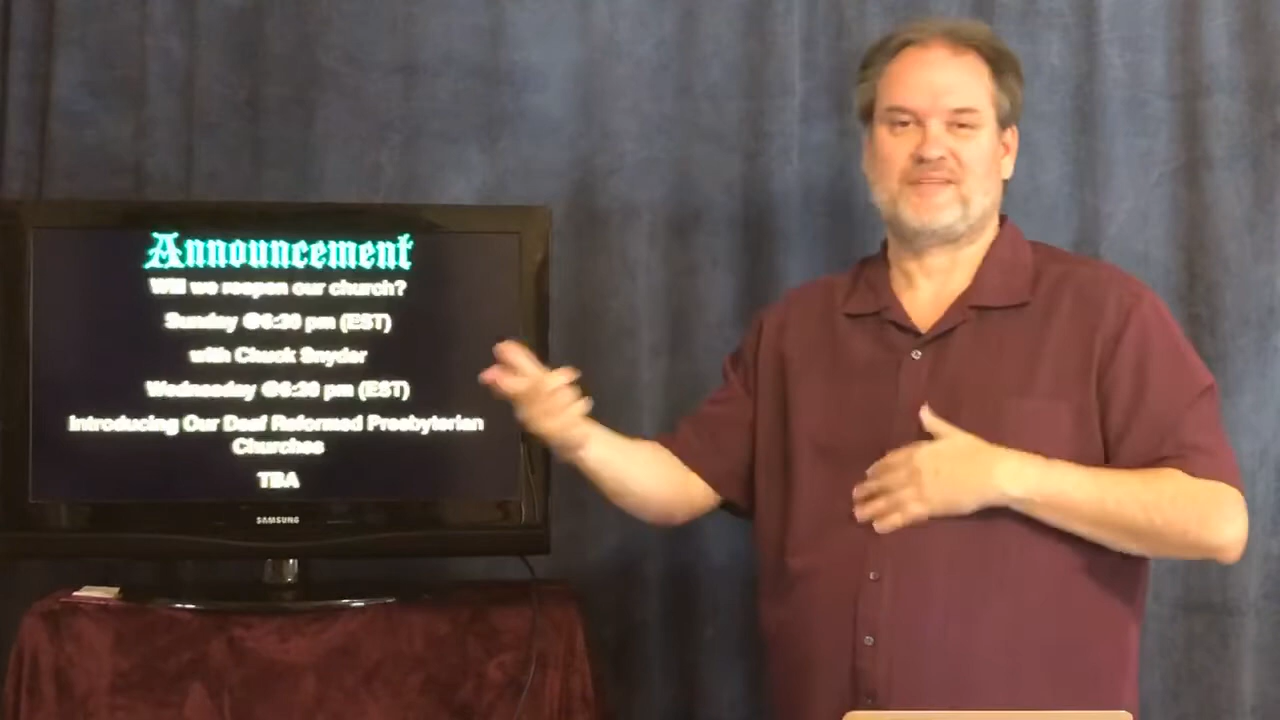 Announcement
Will we reopen our church?
Sunday @6:30 pm (EST)
with Chuck Snyder
Wednesday @6:30 pm (EST)
Introducing Our Deaf Reformed Presbyterian
Churches
TBA
SAMSUNG